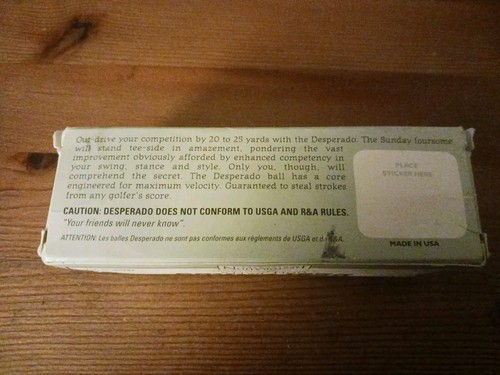 Out-drive your competition by 20 to 25 yards with the Desperado. The Sunday foursome
will stand tee-side in amazement, pondering the vast
improvement obviously afforded by enhanced competency in
your swing, stance and style. Only you, though, will
comprehend the secret. The Desperado ball has a core
engineered for maximum velocity. Guaranteed to steal strokes
from any golfer's score.
PLACE
STICKER HERE
CAUTION: DESPERADO DOES NOT CONFORM TO USGA AND R&A RULES.
"Your friends will never know".
ATTENTION: Les balles Desperado ne sont pas conformes aux règlements de USGA et
MADE IN USA